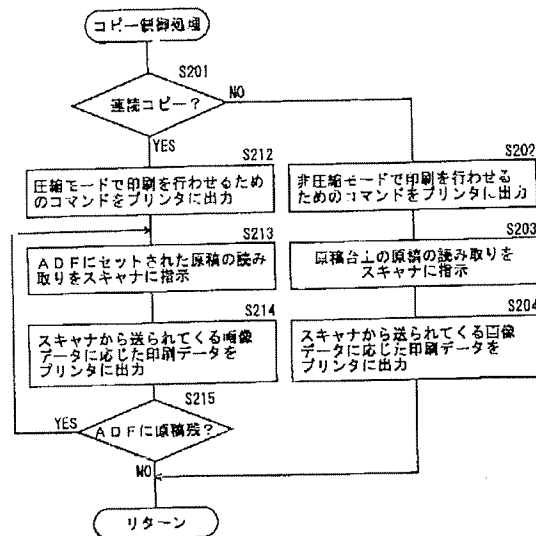 コピー制御処理
S201
連続コピー?
NO
YES
S212
圧縮モードで印刷を行わせるため
のコマンドをプリンタに出力
S202
非圧縮モードで印刷を行わせる
ためのコマンドをプリンタに出力
S213
ADFにセットされた原稿の読み
取りをスキャナに指示
S203
原稿台上の原稿の読み取りを
スキャナに指示
S214
スキャナから送られてくる画像
データに応じた印刷データを
プリンタに出力
S204
スキャナから送られてくる画像
データに応じた印刷データを
プリンタに出力
S215
YES
ADFに原稿残?
NO
リターン